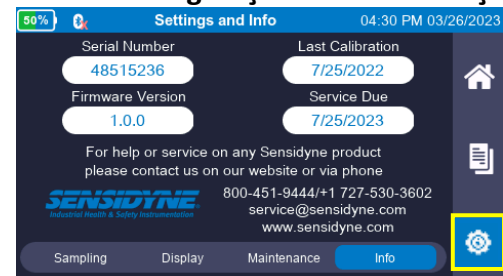 50% Settings and Info 04:30 PM 03/26/2023
Serial Number Last Calibration
48515236 7/25/2022
Firmware Version Service Due
1.0.0 7/25/2023
For help or service on any Sensidyne product
please contact us on our website or via phone
SENSIDYNE
Industrial Health & Safety Instrumentation
800-451-9444/+1 727-530-3602
service@sensidyne.com
www.sensidyne.com
Sampling Display Maintenance Info